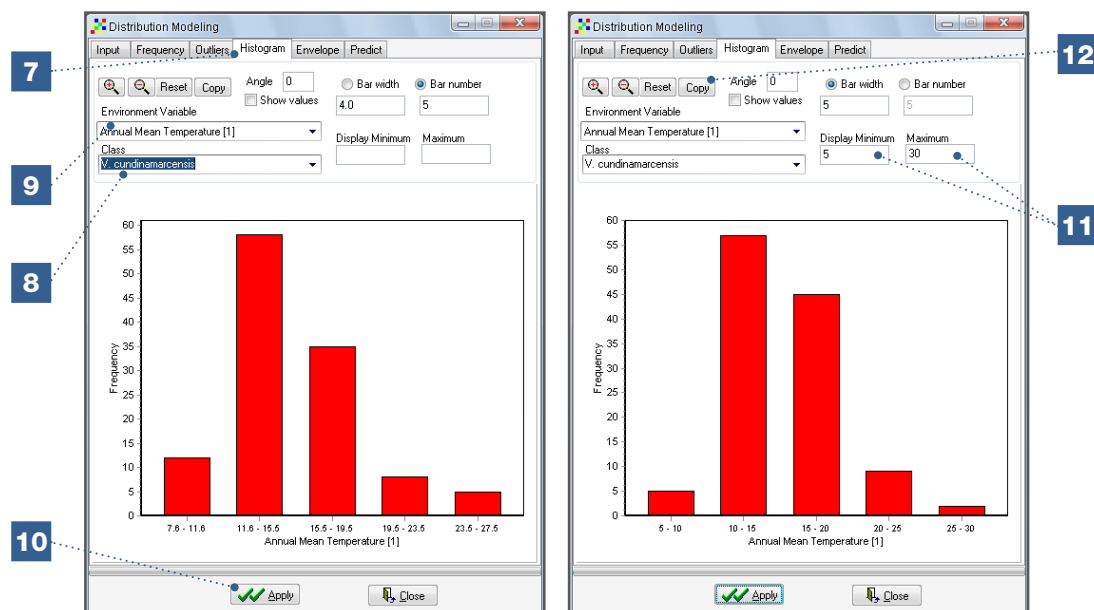 Distribution Modeling
Input Frequency Outliers Histogram Envelope Predict
7
Reset Copy Angle 0 Bar width Bar number
Show values 4.0 5
Environment Variable
Annual Mean Temperature [1] Display Minimum Maximum
Class
9
V. cundinamarcensis
8
60
55
50
45
40
35
30
25
20
15
10
5
0
Frequency
7.6 - 11.6 11.6 - 15.5 15.5 - 19.5 19.5 - 23.5 23.5 - 27.5
Annual Mean Temperature [1]
10
Apply Close
Distribution Modeling
Input Frequency Outliers Histogram Envelope Predict
12
Reset Copy Angle 0 Bar width Bar number
Show values 5 5
Environment Variable
Annual Mean Temperature [1] Display Minimum Maximum
Class 5 30
V. cundinamarcensis
11
60
55
50
45
40
35
30
25
20
15
10
5
0
Frequency
5 - 10 10 - 15 15 - 20 20 - 25 25 - 30
Annual Mean Temperature [1]
Apply Close